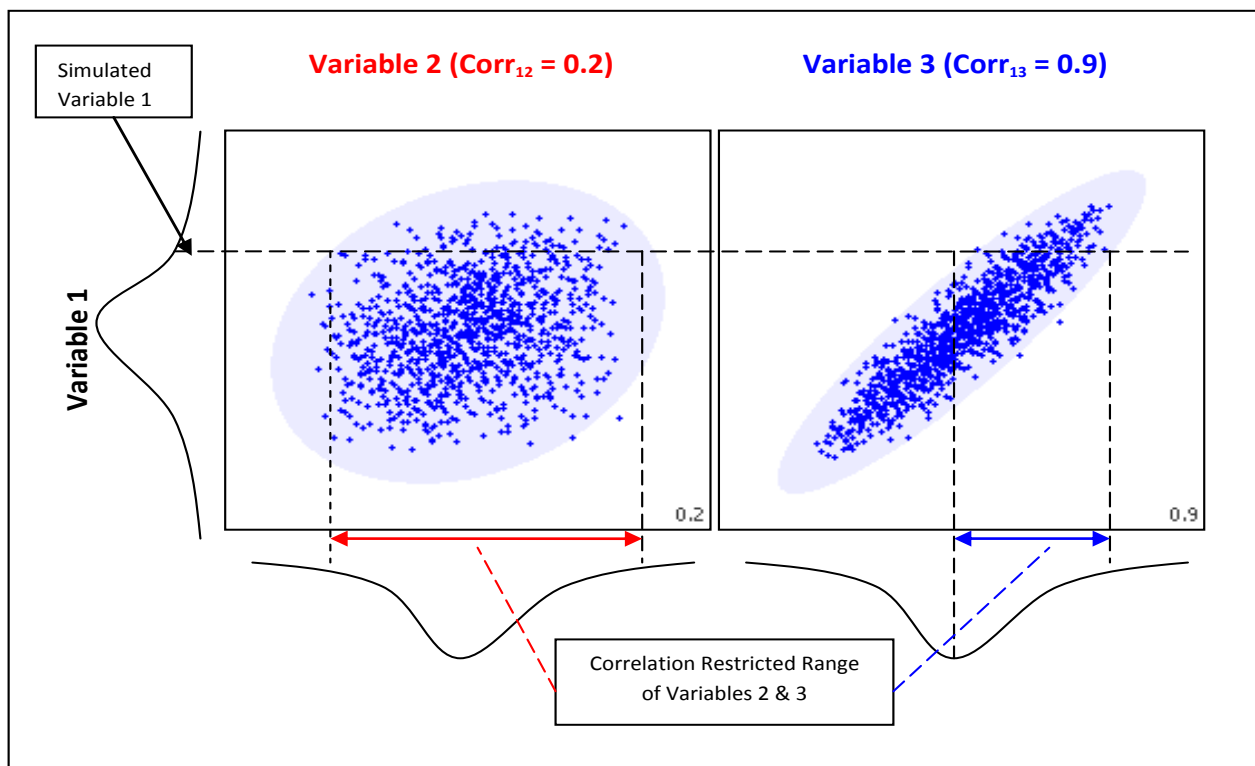 Simulated
Variable 1
Variable 2 (Corr₁₂ = 0.2)
Variable 3 (Corr₁₃ = 0.9)
Variable 1
0.2
0.9
Correlation Restricted Range
of Variables 2 & 3